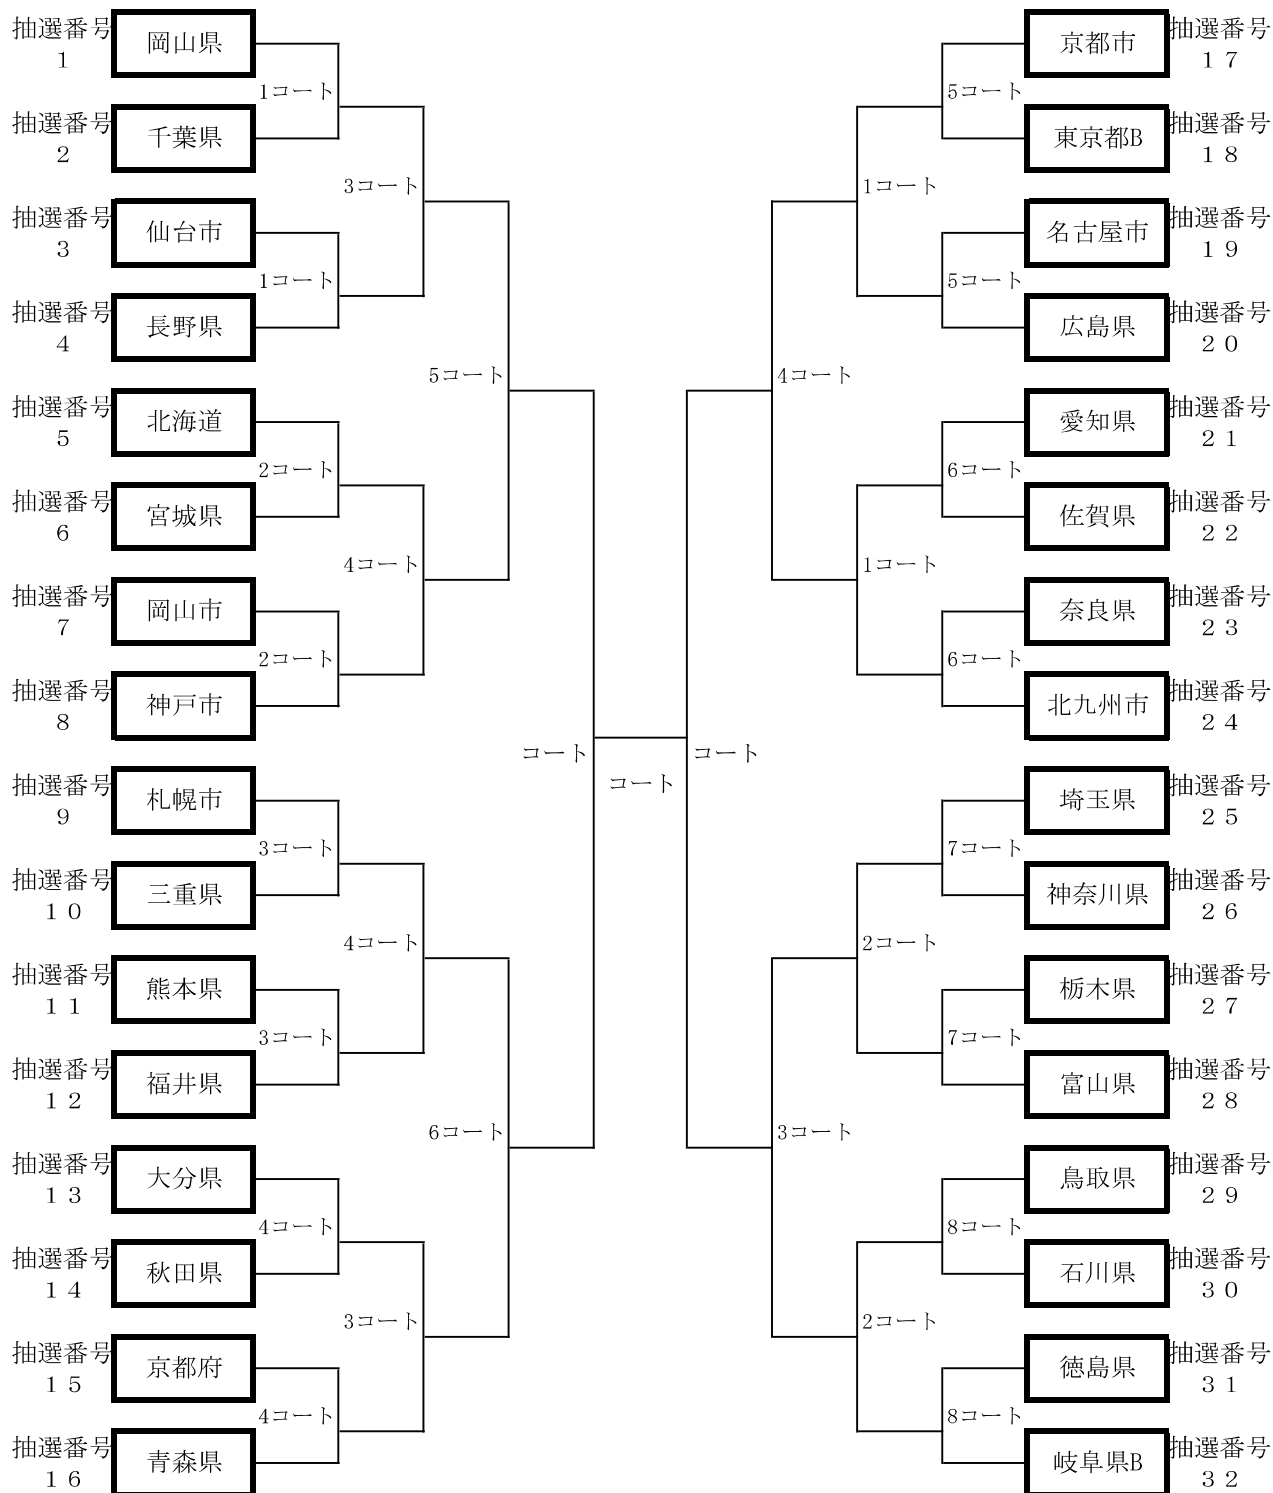 抽選番号 岡山県 京都市 抽選番号
１ １７
1コート 5コート
抽選番号 千葉県 東京都B 抽選番号
２ １８
3コート 1コート
抽選番号 仙台市 名古屋市 抽選番号
３ １９
1コート 5コート
抽選番号 長野県 広島県 抽選番号
４ ２０
5コート 4コート
抽選番号 北海道 愛知県 抽選番号
５ ２１
2コート 6コート
抽選番号 宮城県 佐賀県 抽選番号
６ ２２
4コート 1コート
抽選番号 岡山市 奈良県 抽選番号
７ ２３
2コート 6コート
抽選番号 神戸市 北九州市 抽選番号
８ ２４
コート コート
コート
抽選番号 札幌市 埼玉県 抽選番号
９ ２５
3コート 7コート
抽選番号 三重県 神奈川県 抽選番号
１０ ２６
4コート 2コート
抽選番号 熊本県 栃木県 抽選番号
１１ ２７
3コート 7コート
抽選番号 福井県 富山県 抽選番号
１２ ２８
6コート 3コート
抽選番号 大分県 鳥取県 抽選番号
１３ ２９
4コート 8コート
抽選番号 秋田県 石川県 抽選番号
１４ ３０
3コート 2コート
抽選番号 京都府 徳島県 抽選番号
１５ ３１
4コート 8コート
抽選番号 青森県 岐阜県B 抽選番号
１６ ３２